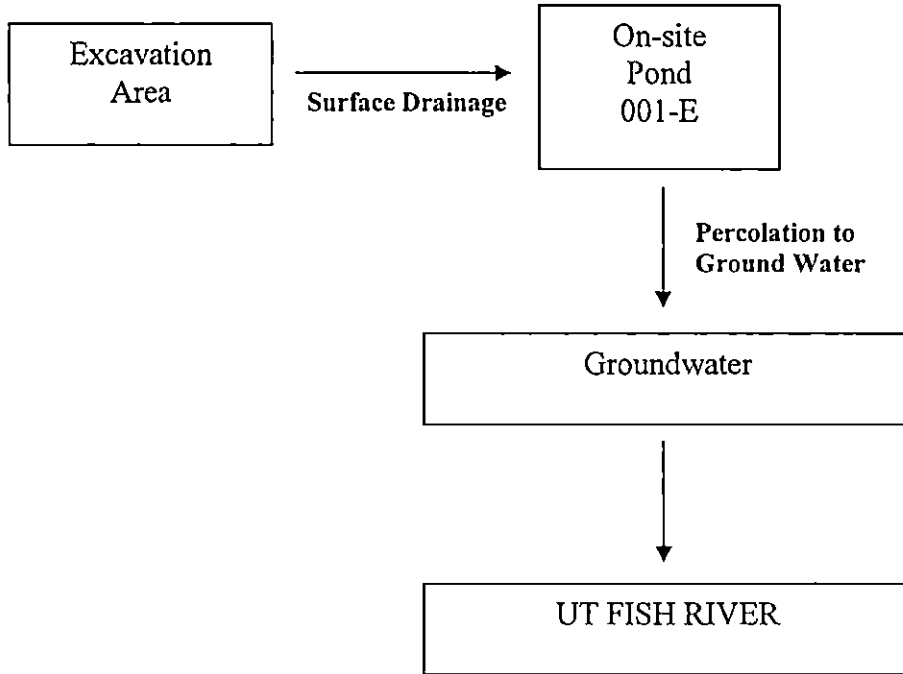 Excavation
Area
Surface Drainage
On-site
Pond
001-E
Percolation to
Ground Water
Groundwater
UT FISH RIVER